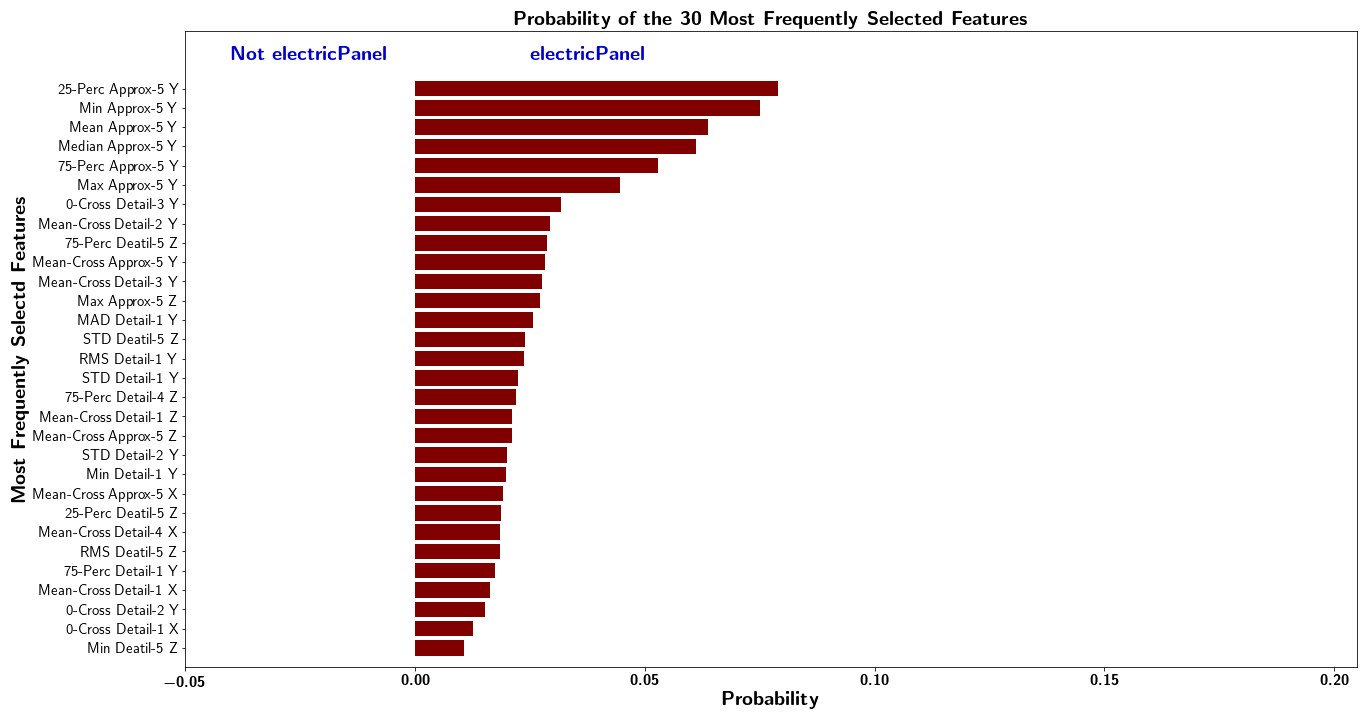 Probability of the 30 Most Frequently Selected Features
Not electricPanel
electricPanel
Most Frequently Selectd Features
25-Perc Approx-5 Y
Min Approx-5 Y
Mean Approx-5 Y
Median Approx-5 Y
75-Perc Approx-5 Y
Max Approx-5 Y
0-Cross Detail-3 Y
Mean-Cross Detail-2 Y
75-Perc Deatil-5 Z
Mean-Cross Approx-5 Y
Mean-Cross Detail-3 Y
Max Approx-5 Z
MAD Detail-1 Y
STD Deatil-5 Z
RMS Detail-1 Y
STD Detail-1 Y
75-Perc Detail-4 Z
Mean-Cross Detail-1 Z
Mean-Cross Approx-5 Z
STD Detail-2 Y
Min Detail-1 Y
Mean-Cross Approx-5 X
25-Perc Deatil-5 Z
Mean-Cross Detail-4 X
RMS Deatil-5 Z
75-Perc Detail-1 Y
Mean-Cross Detail-1 X
0-Cross Detail-2 Y
0-Cross Detail-1 X
Min Deatil-5 Z
−0.05 0.00 0.05 0.10 0.15 0.20
Probability